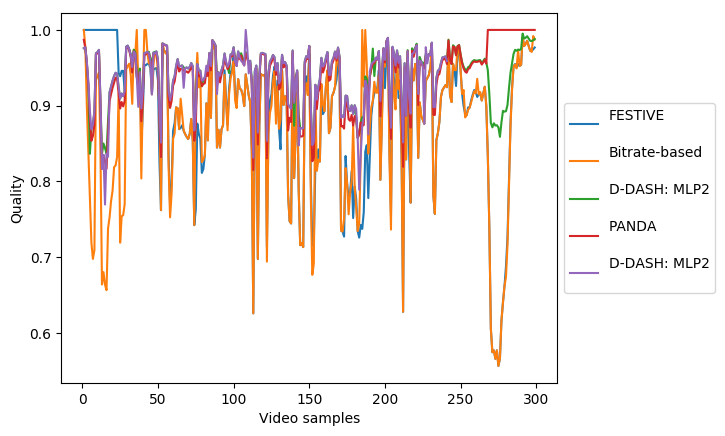 1.0
0.9
0.8
0.7
0.6
Quality
0 50 100 150 200 250 300
Video samples
FESTIVE
Bitrate-based
D-DASH: MLP2
PANDA
D-DASH: MLP2